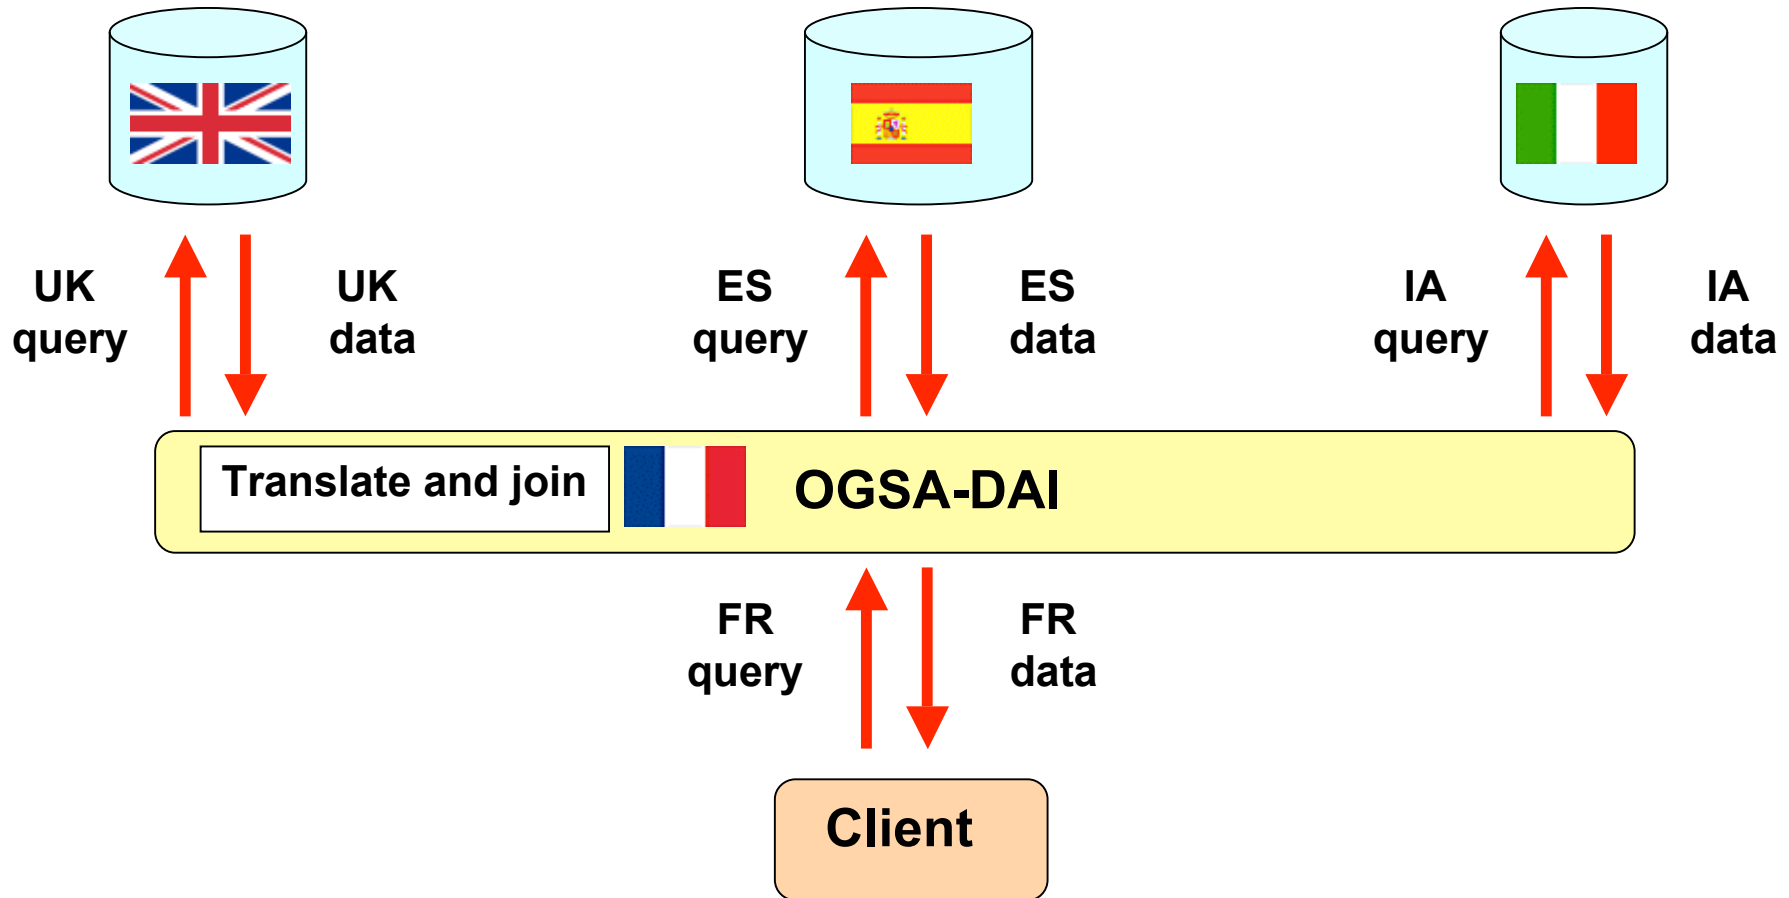 UK
query
UK
data
ES
query
ES
data
IA
query
IA
data
Translate and join
OGSA-DAI
FR
query
FR
data
Client